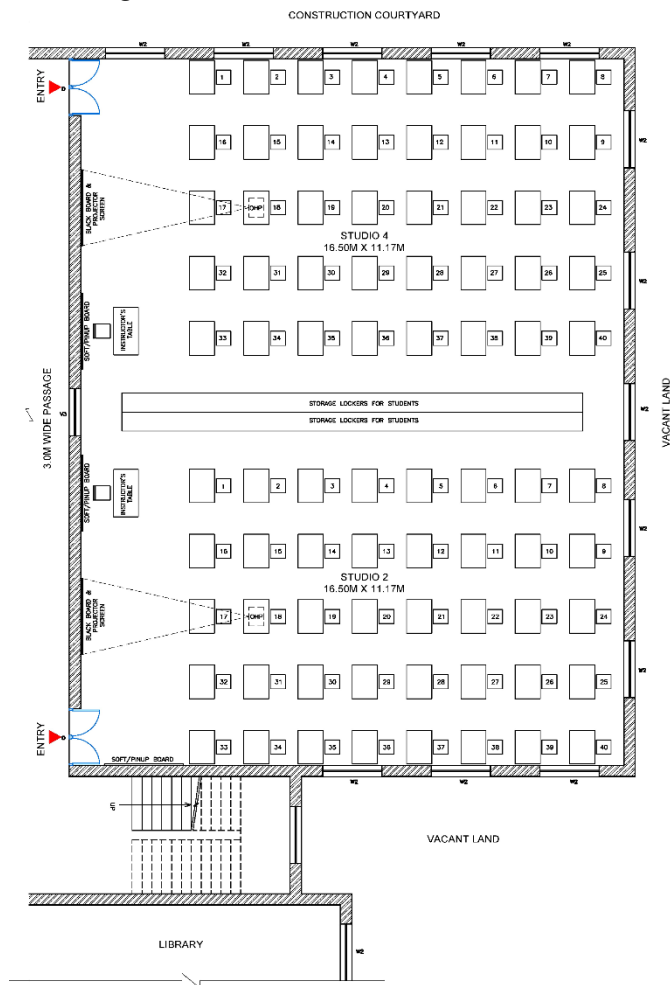 CONSTRUCTION COURTYARD
W2 W2 W2 W2 W2
ENTRY
D
1 2 3 4 5 6 7 8
16 15 14 13 12 11 10 9
W2
BLACK BOARD &
PROJECTOR
SCREEN
17 OHP 18 19 20 21 22 23 24
STUDIO 4
16.50M X 11.17M
32 31 30 29 28 27 26 25
SOFT/PINUP BOARD
INSTRUCTOR'S
TABLE
33 34 35 36 37 38 39 40
3.0M WIDE PASSAGE
STORAGE LOCKERS FOR STUDENTS
STORAGE LOCKERS FOR STUDENTS
W2
VACANT LAND
SOFT/PINUP BOARD
INSTRUCTOR'S
TABLE
1 2 3 4 5 6 7 8
W2
16 15 14 13 12 11 10 9
STUDIO 2
16.50M X 11.17M
BLACK BOARD &
PROJECTOR
SCREEN
17 OHP 18 19 20 21 22 23 24
32 31 30 29 28 27 26 25
W2
ENTRY
D
33 34 35 36 37 38 39 40
SOFT/PINUP BOARD
W2 W2 W2
UP
VACANT LAND
LIBRARY
W2